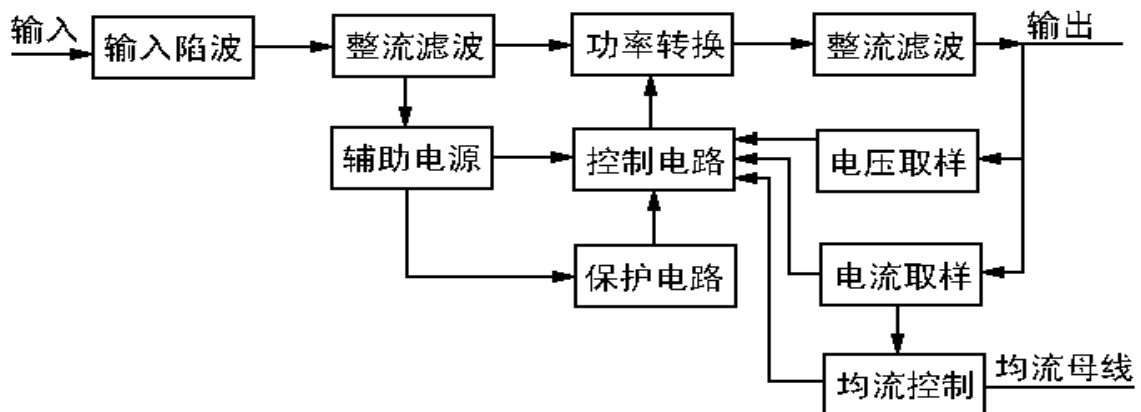 输入
输入陷波
整流滤波
功率转换
整流滤波
输出
辅助电源
控制电路
电压取样
保护电路
电流取样
均流控制
均流母线